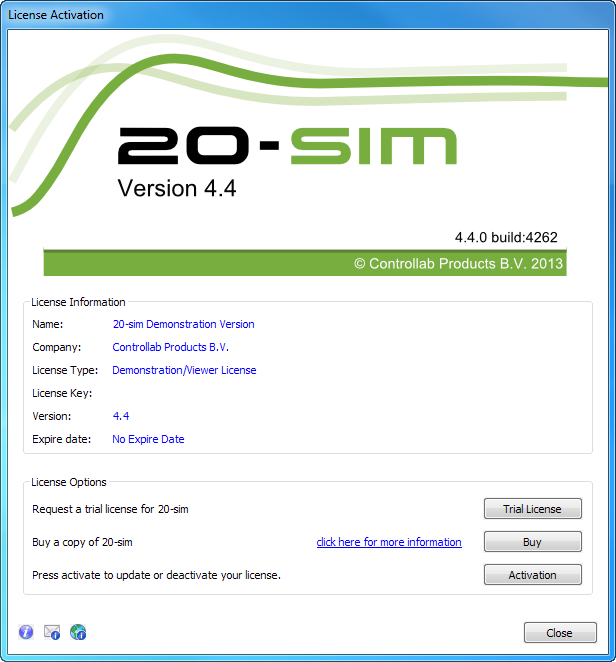 License Activation
20-sim
Version 4.4
4.4.0 build:4262
© Controllab Products B.V. 2013
License Information
Name: 20-sim Demonstration Version
Company: Controllab Products B.V.
License Type: Demonstration/Viewer License
License Key:
Version: 4.4
Expire date: No Expire Date
License Options
Request a trial license for 20-sim Trial License
Buy a copy of 20-sim click here for more information Buy
Press activate to update or deactivate your license. Activation
Close